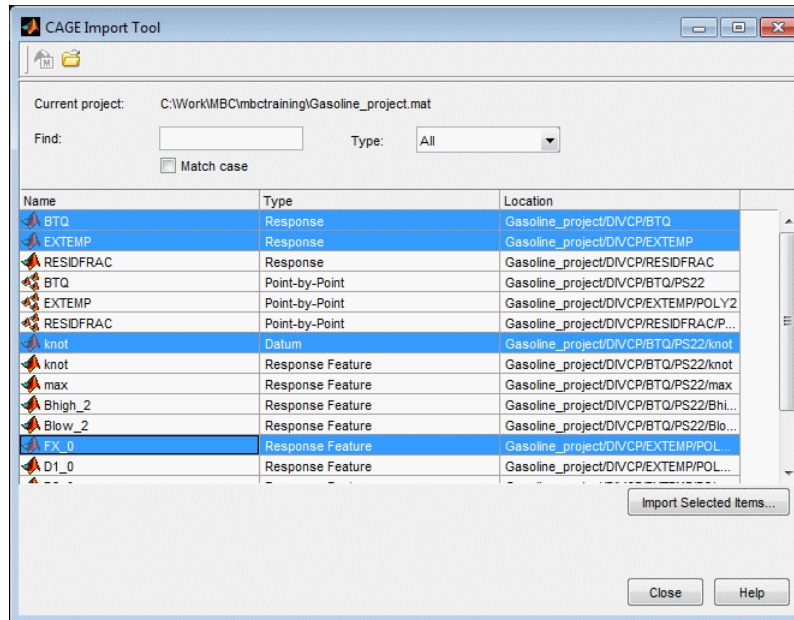 CAGE Import Tool
Current project: C:\Work\MBC\mbctraining\Gasoline_project.mat
Find: Type: All
Match case
Name Type Location
BTQ Response Gasoline_project/DIVCP/BTQ
EXTEMP Response Gasoline_project/DIVCP/EXTEMP
RESIDFRAC Response Gasoline_project/DIVCP/RESIDFRAC
BTQ Point-by-Point Gasoline_project/DIVCP/BTQ/PS22
EXTEMP Point-by-Point Gasoline_project/DIVCP/EXTEMP/POLY2
RESIDFRAC Point-by-Point Gasoline_project/DIVCP/RESIDFRAC/P...
knot Datum Gasoline_project/DIVCP/BTQ/PS22/knot
knot Response Feature Gasoline_project/DIVCP/BTQ/PS22/knot
max Response Feature Gasoline_project/DIVCP/BTQ/PS22/max
Bhigh_2 Response Feature Gasoline_project/DIVCP/BTQ/PS22/Bhi...
Blow_2 Response Feature Gasoline_project/DIVCP/BTQ/PS22/Blo...
FX_0 Response Feature Gasoline_project/DIVCP/EXTEMP/POL...
D1_0 Response Feature Gasoline_project/DIVCP/EXTEMP/POL...
Import Selected Items...
Close Help